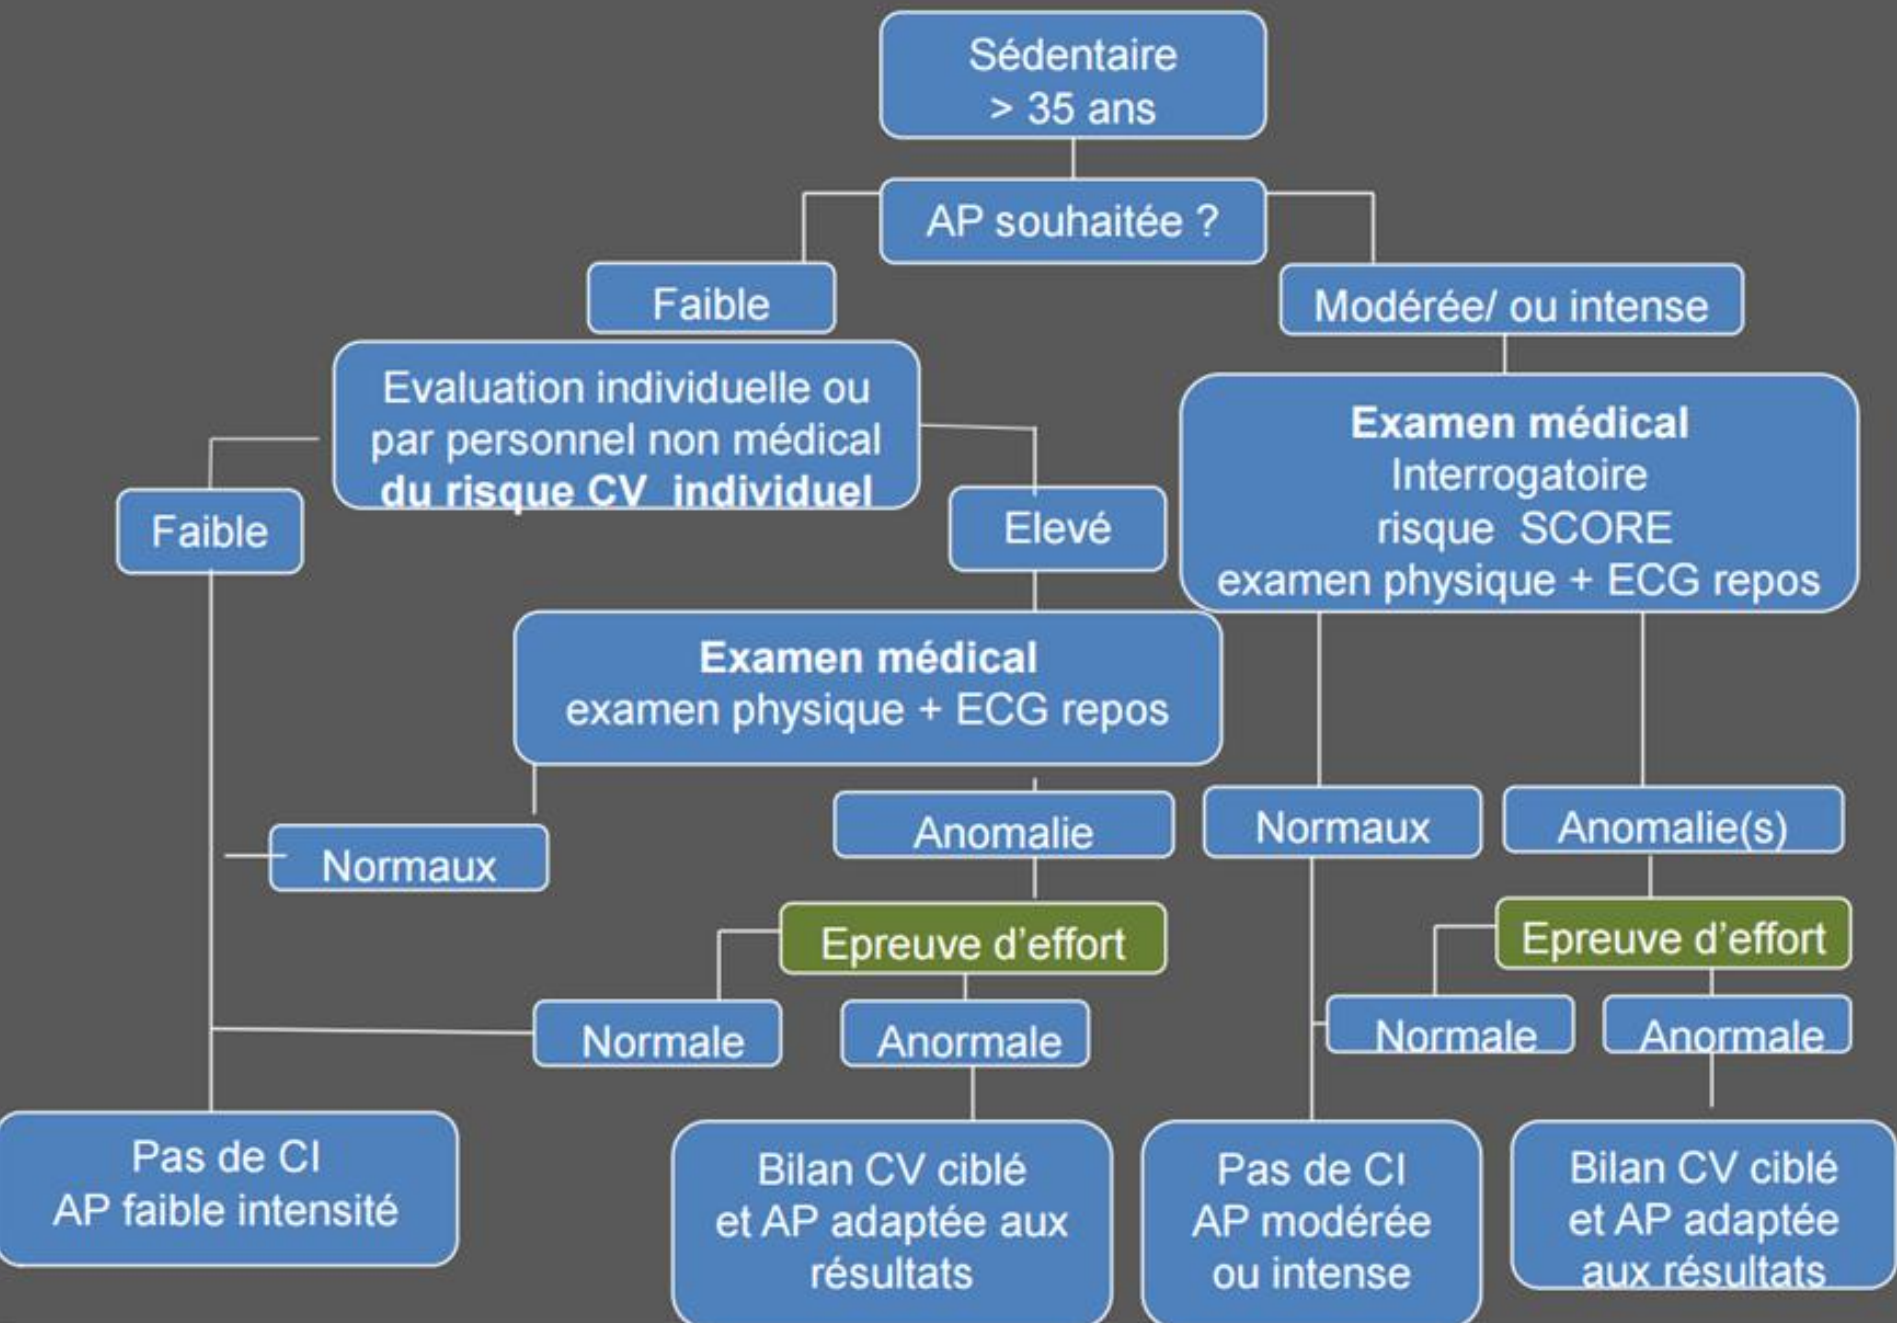 Sédentaire
> 35 ans
AP souhaitée ?
Faible
Modérée/ ou intense
Evaluation individuelle ou
par personnel non médical
du risque CV individuel
Examen médical
Interrogatoire
risque SCORE
examen physique + ECG repos
Faible
Elevé
Examen médical
examen physique + ECG repos
Normaux
Anomalie
Normaux
Anomalie(s)
Epreuve d’effort
Epreuve d’effort
Normale
Anormale
Normale
Anormale
Pas de CI
AP faible intensité
Bilan CV ciblé
et AP adaptée aux
résultats
Pas de CI
AP modérée
ou intense
Bilan CV ciblé
et AP adaptée
aux résultats